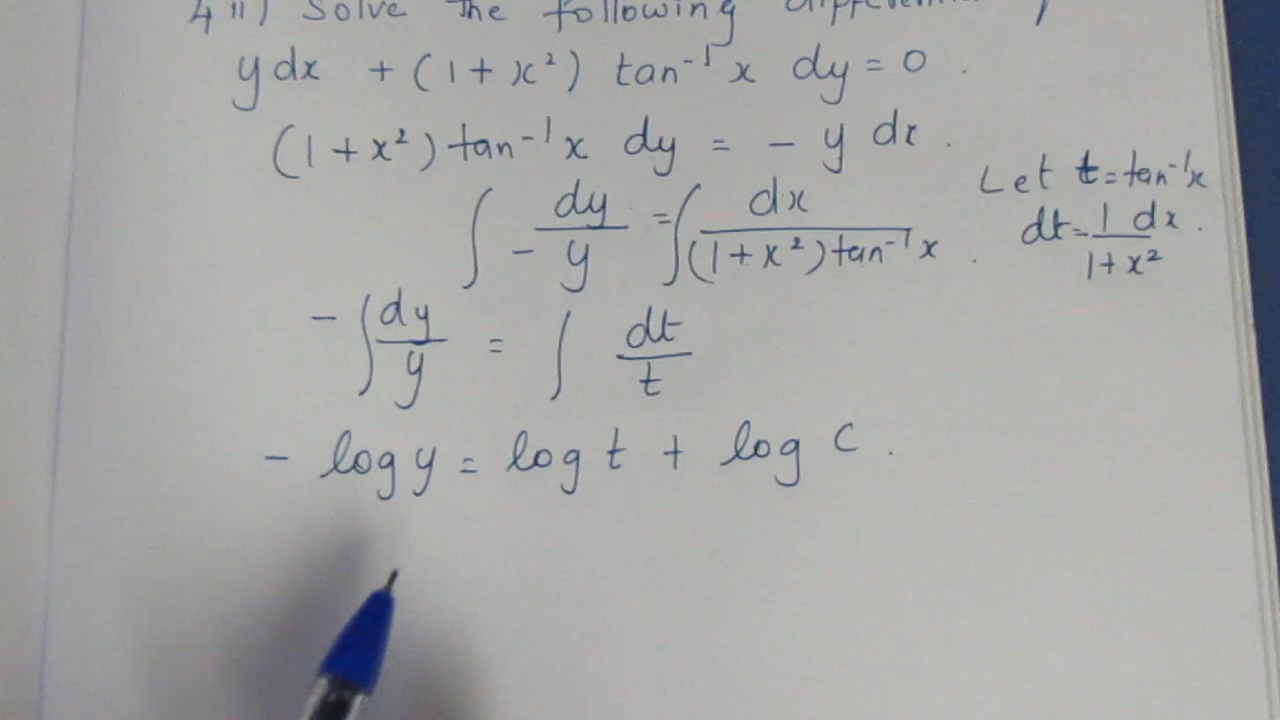 4 ii) Solve the following
y dx + (1 + x²) tan⁻¹ x dy = 0 .
(1 + x²) tan⁻¹ x dy = - y dx .
∫ dy / - y = ∫ dx / (1 + x²) tan⁻¹ x .
Let t = tan⁻¹ x
dt = 1 / 1 + x² dx .
- ∫ dy / y = ∫ dt / t
- log y = log t + log C .